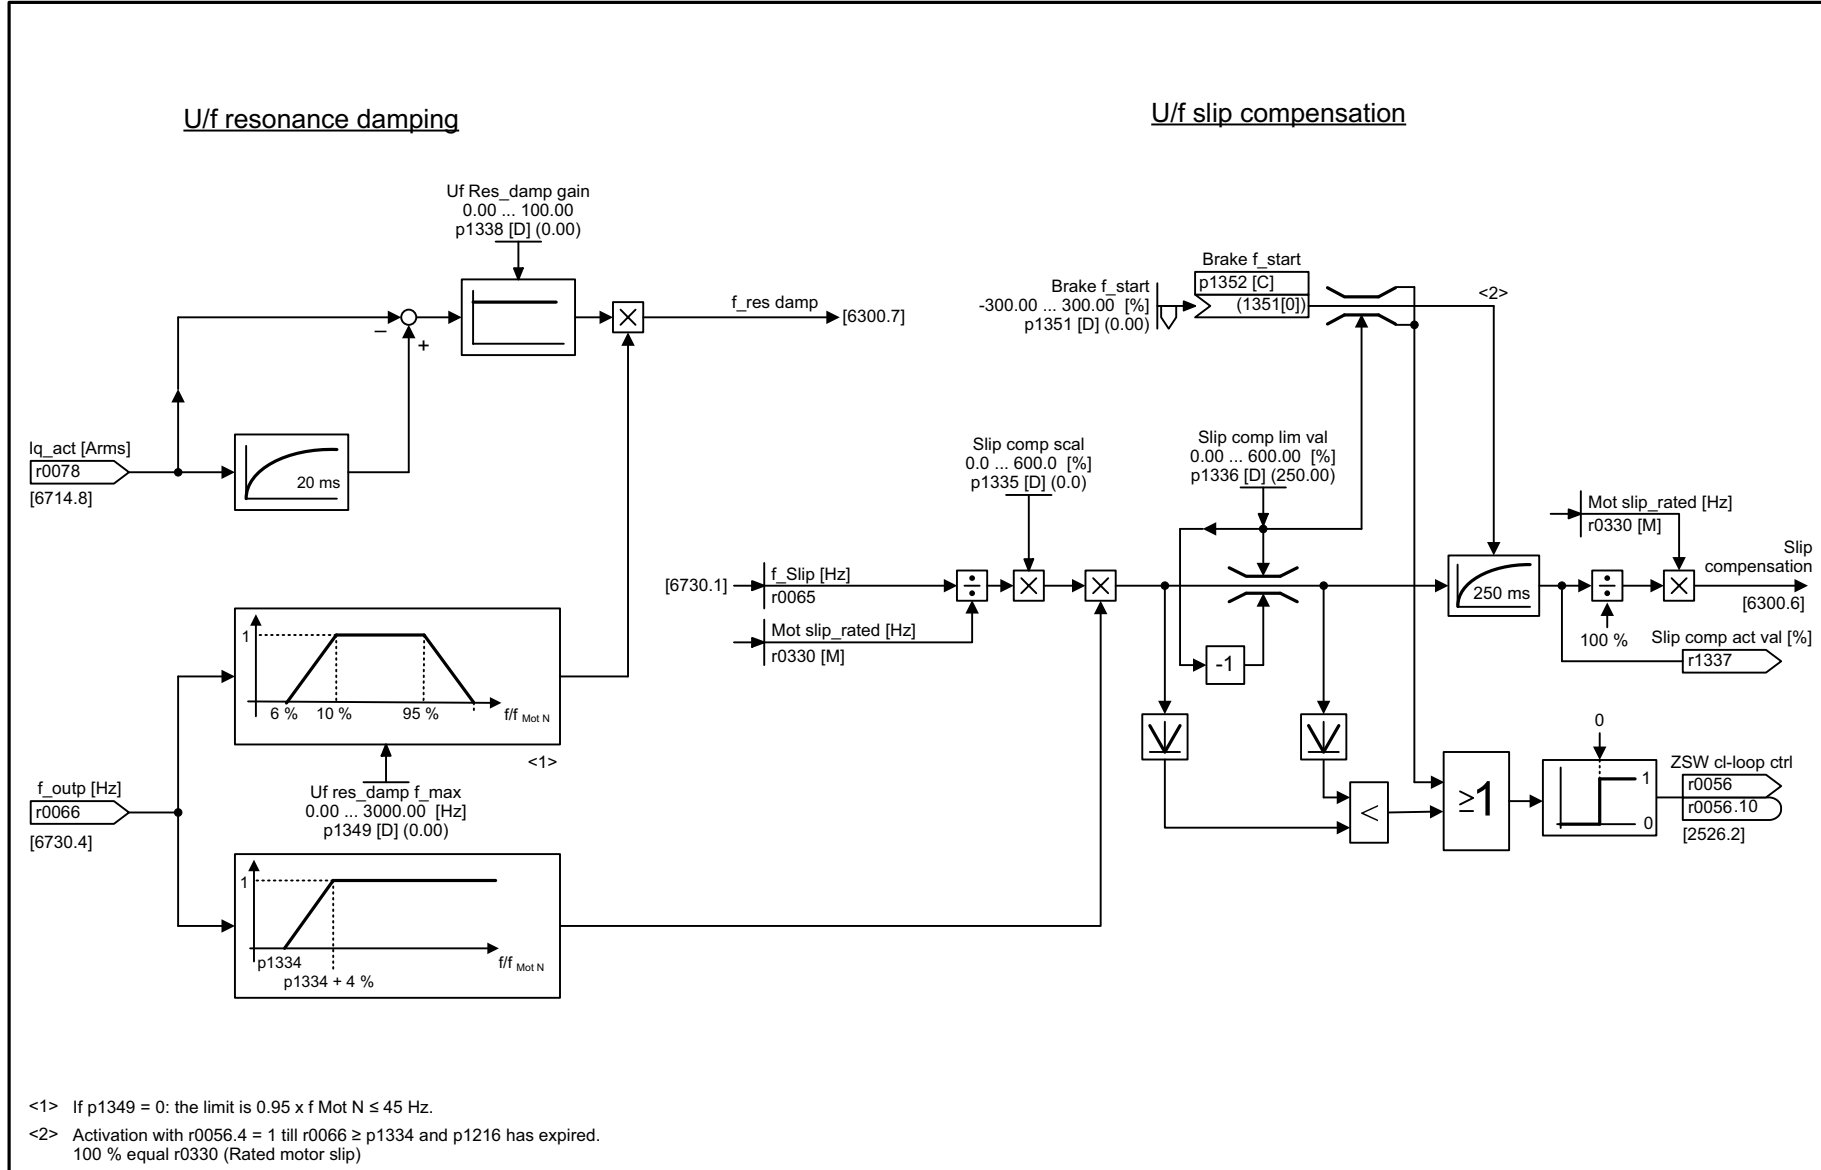 U/f resonance damping
U/f slip compensation
Uf Res_damp gain
0.00 ... 100.00
p1338 [D] (0.00)
f_res damp
[6300.7]
–
+
Iq_act [Arms]
r0078
[6714.8]
20 ms
1
6 %
10 %
95 %
f/f Mot N
<1>
Uf res_damp f_max
0.00 ... 3000.00 [Hz]
p1349 [D] (0.00)
f_outp [Hz]
r0066
[6730.4]
1
p1334
p1334 + 4 %
f/f Mot N
Brake f_start
-300.00 ... 300.00 [%]
p1351 [D] (0.00)
Brake f_start
p1352 [C]
(1351[0])
<2>
Slip comp scal
0.0 ... 600.0 [%]
p1335 [D] (0.0)
Slip comp lim val
0.00 ... 600.00 [%]
p1336 [D] (250.00)
[6730.1]
f_Slip [Hz]
r0065
÷
×
×
Mot slip_rated [Hz]
r0330 [M]
-1
250 ms
Mot slip_rated [Hz]
r0330 [M]
÷
×
100 %
Slip
compensation
[6300.6]
Slip comp act val [%]
r1337
<
≥1
0
1
0
ZSW cl-loop ctrl
r0056
r0056.10
[2526.2]
<1> If p1349 = 0: the limit is 0.95 x f Mot N ≤ 45 Hz.
<2> Activation with r0056.4 = 1 till r0066 ≥ p1334 and p1216 has expired.
100 % equal r0330 (Rated motor slip)